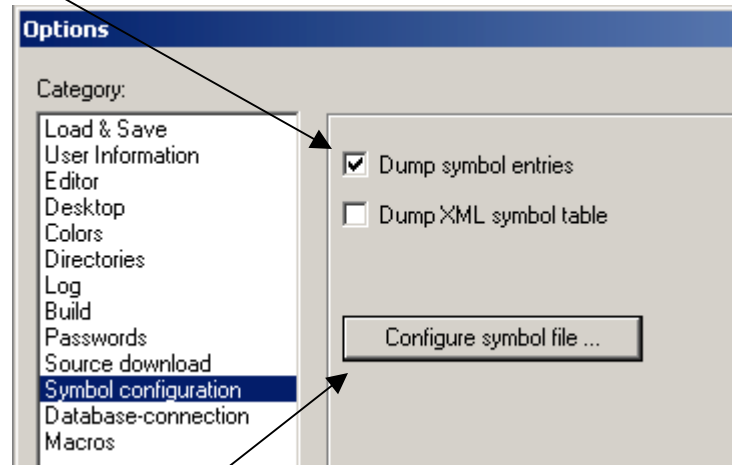 Options
Category:
Load & Save
User Information
Editor
Desktop
Colors
Directories
Log
Build
Passwords
Source download
Symbol configuration
Database-connection
Macros
Dump symbol entries
Dump XML symbol table
Configure symbol file ...